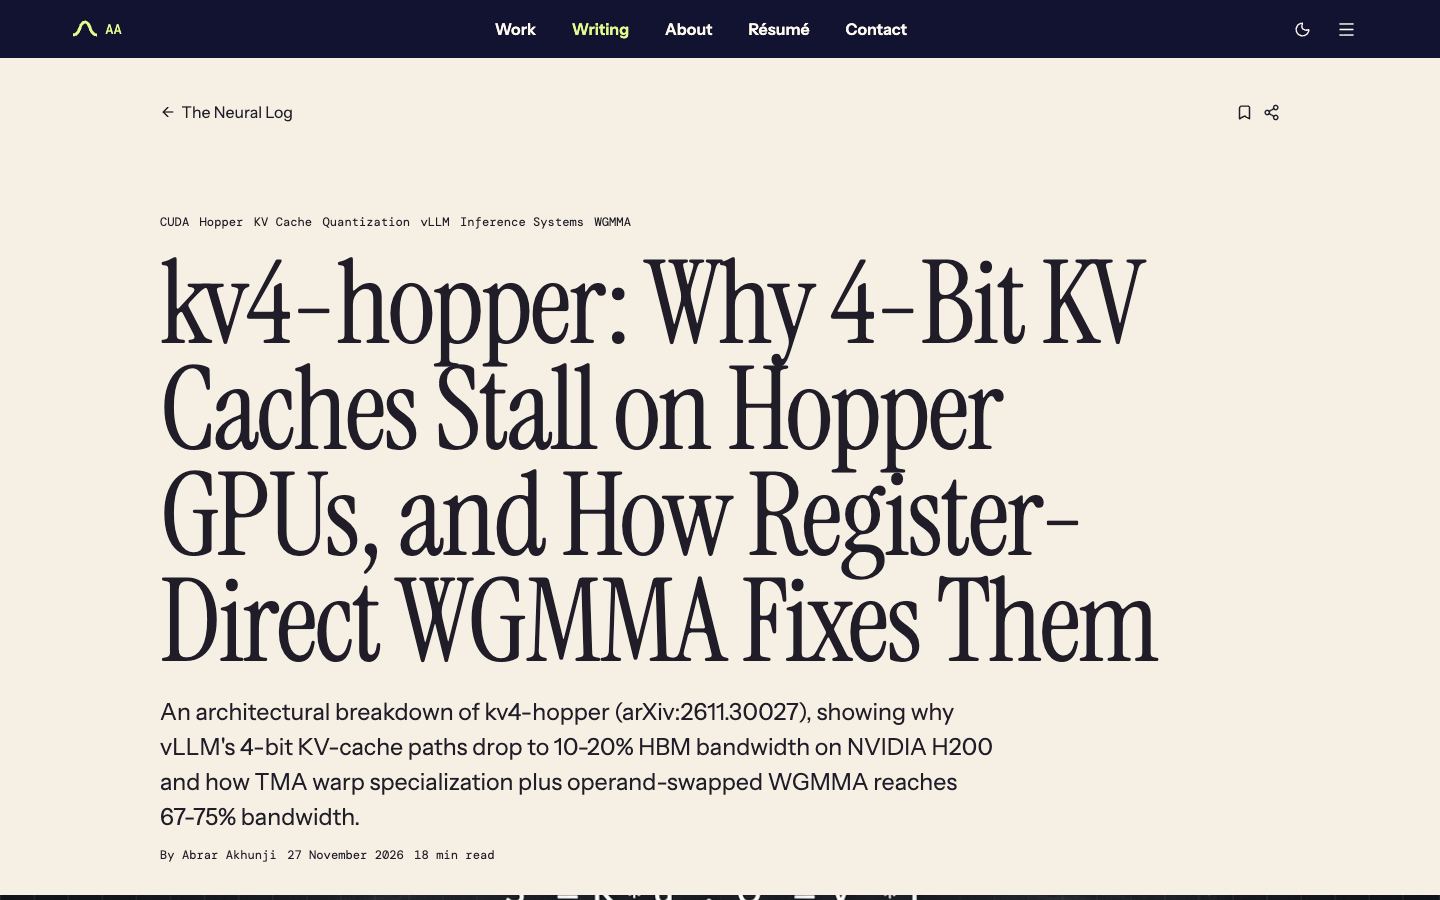 AA
Work
Writing
About
Résumé
Contact
← The Neural Log
CUDA Hopper KV Cache Quantization vLLM Inference Systems WGMMA
kv4-hopper: Why 4-Bit KV
Caches Stall on Hopper
GPUs, and How Register-
Direct WGMMA Fixes Them
An architectural breakdown of kv4-hopper (arXiv:2611.30027), showing why
vLLM's 4-bit KV-cache paths drop to 10-20% HBM bandwidth on NVIDIA H200
and how TMA warp specialization plus operand-swapped WGMMA reaches
67-75% bandwidth.
By Abrar Akhunji 27 November 2026 18 min read